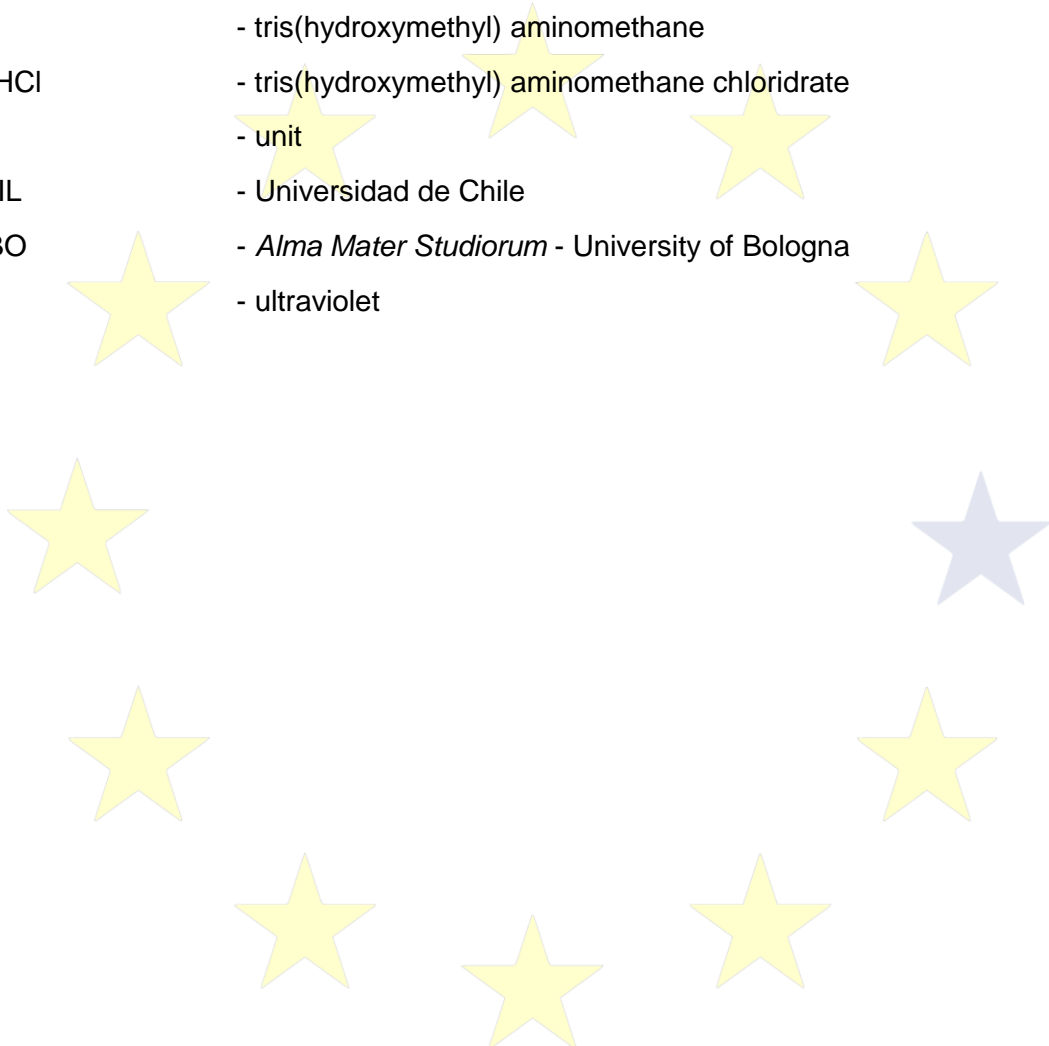 - tris(hydroxymethyl) aminomethane
HCl - tris(hydroxymethyl) aminomethane chloridrate
- unit
IL - Universidad de Chile
BO - Alma Mater Studiorum - University of Bologna
- ultraviolet